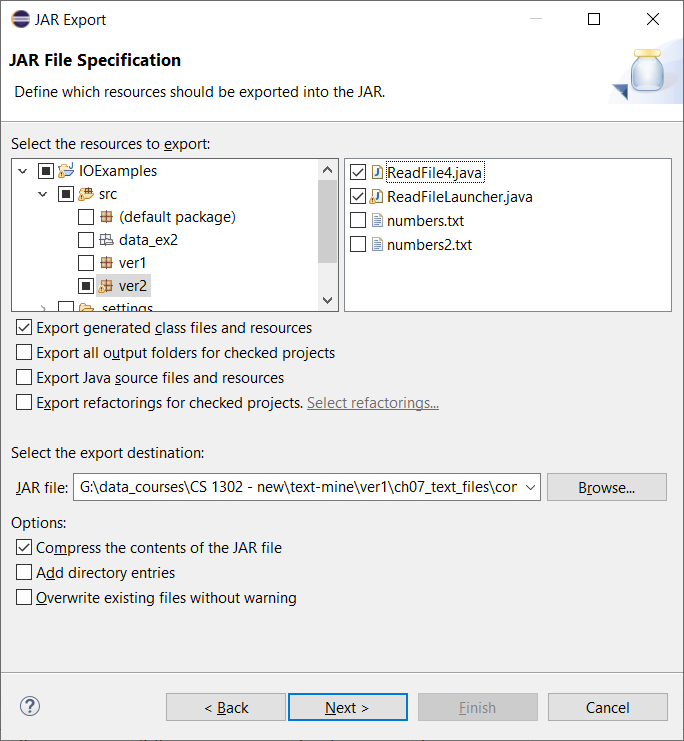 JAR Export
JAR File Specification
Define which resources should be exported into the JAR.
Select the resources to export:
IOExamples
src
(default package)
data_ex2
ver1
ver2
.settings
ReadFile4.java
ReadFileLauncher.java
numbers.txt
numbers2.txt
Export generated class files and resources
Export all output folders for checked projects
Export Java source files and resources
Export refactorings for checked projects. Select refactorings...
Select the export destination:
JAR file: G:\data_courses\CS 1302 - new\text-mine\ver1\ch07_text_files\con Browse...
Options:
Compress the contents of the JAR file
Add directory entries
Overwrite existing files without warning
? < Back Next > Finish Cancel